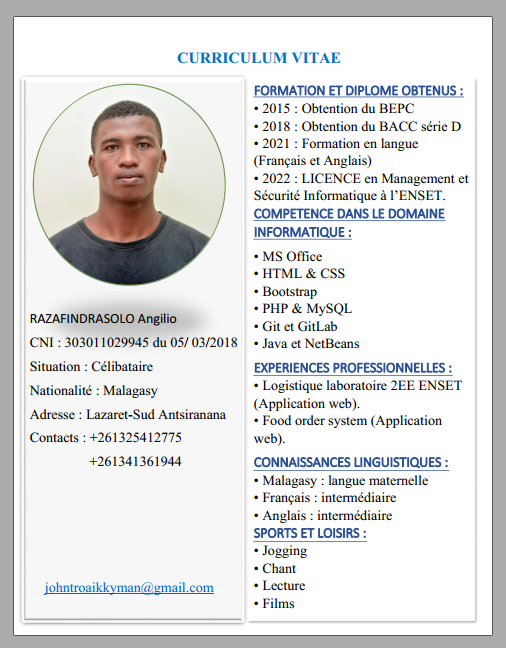 CURRICULUM VITAE
RAZAFINDRASOLO Angilio
CNI : 303011029945 du 05/ 03/2018
Situation : Célibataire
Nationalité : Malagasy
Adresse : Lazaret-Sud Antsiranana
Contacts : +261325412775
+261341361944
johntroaikkyman@gmail.com
FORMATION ET DIPLOME OBTENUS :
• 2015 : Obtention du BEPC
• 2018 : Obtention du BACC série D
• 2021 : Formation en langue
(Français et Anglais)
• 2022 : LICENCE en Management et
Sécurité Informatique à l’ENSET.
COMPETENCE DANS LE DOMAINE
INFORMATIQUE :
• MS Office
• HTML & CSS
• Bootstrap
• PHP & MySQL
• Git et GitLab
• Java et NetBeans
EXPERIENCES PROFESSIONNELLES :
• Logistique laboratoire 2EE ENSET
(Application web).
• Food order system (Application
web).
CONNAISSANCES LINGUISTIQUES :
• Malagasy : langue maternelle
• Français : intermédiaire
• Anglais : intermédiaire
SPORTS ET LOISIRS :
• Jogging
• Chant
• Lecture
• Films